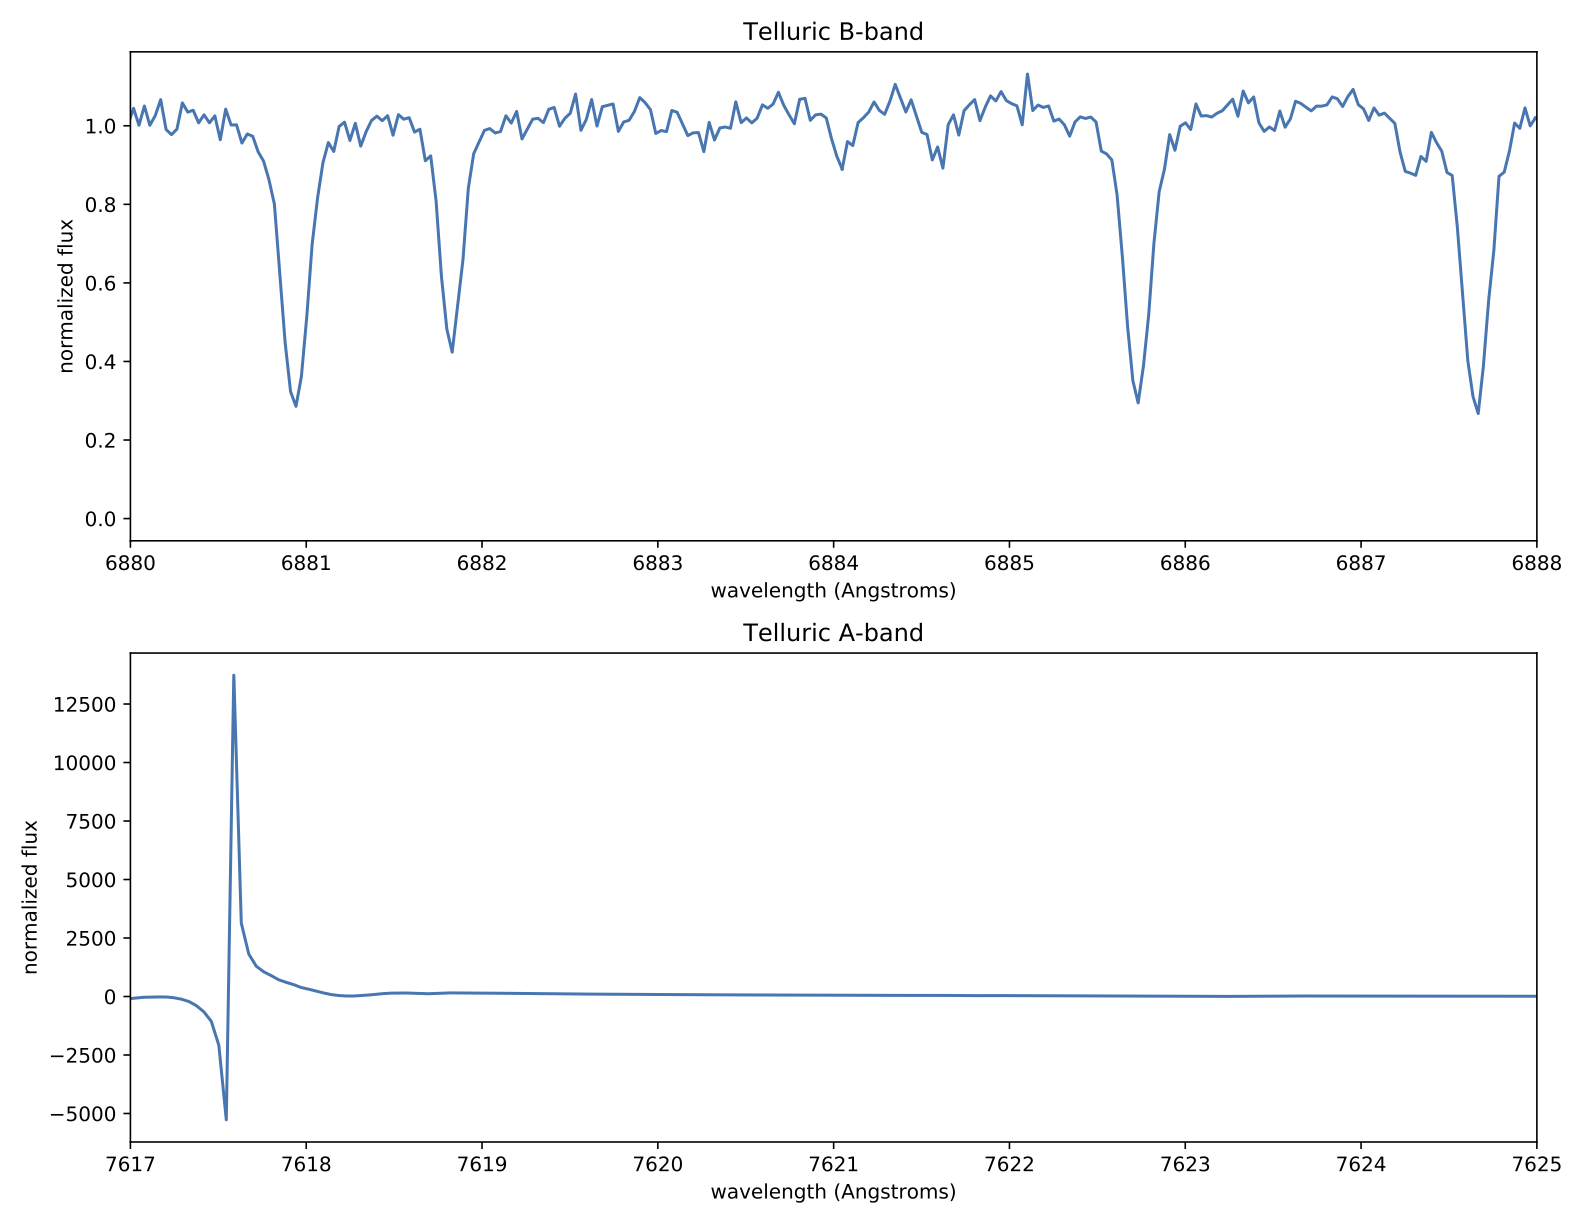 Telluric B-band
normalized flux
1.0
0.8
0.6
0.4
0.2
0.0
6880 6881 6882 6883 6884 6885 6886 6887 6888
wavelength (Angstroms)
Telluric A-band
normalized flux
12500
10000
7500
5000
2500
0
−2500
−5000
7617 7618 7619 7620 7621 7622 7623 7624 7625
wavelength (Angstroms)